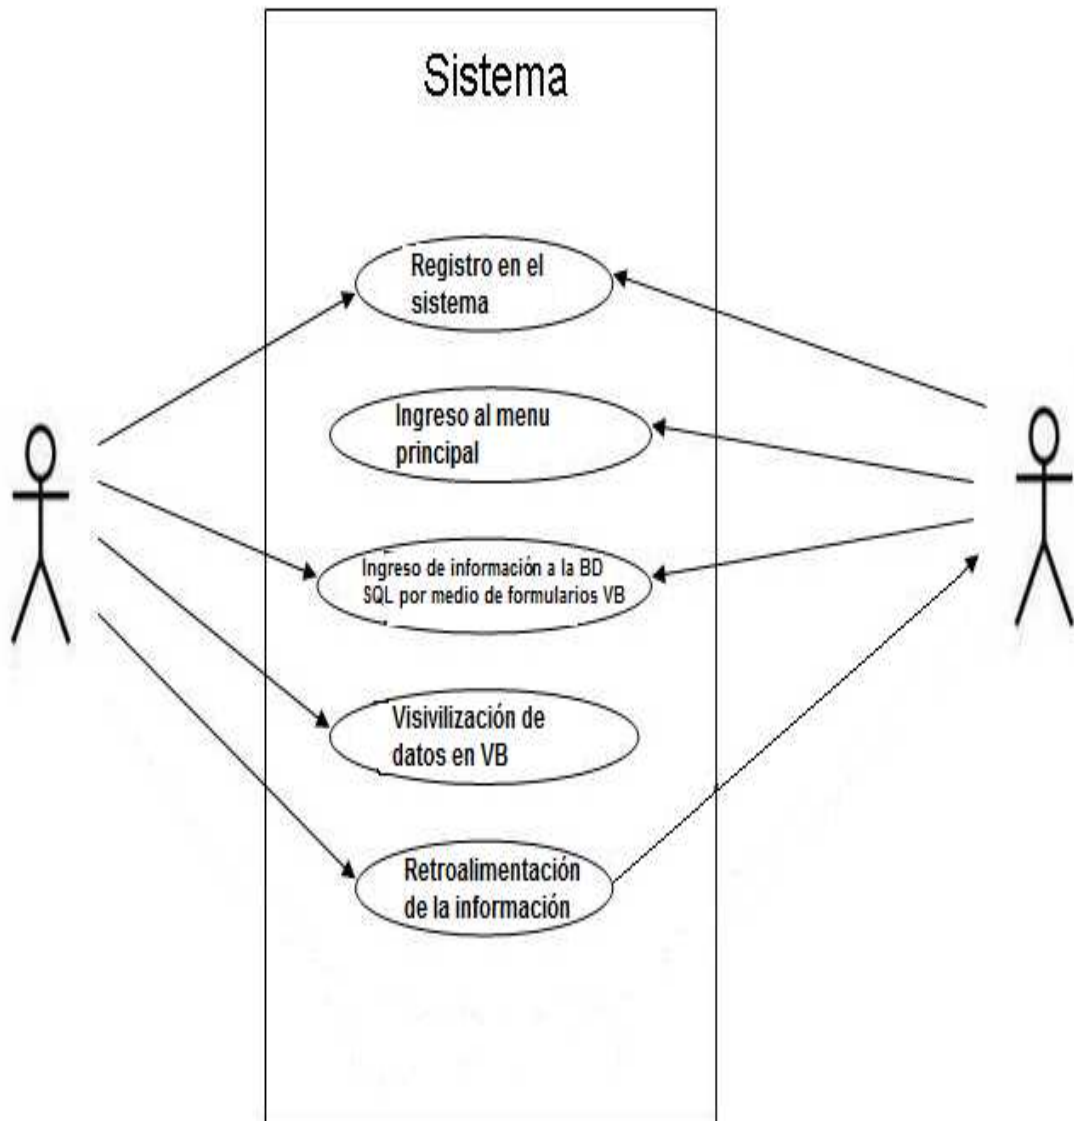 Sistema
Registro en el
sistema
Ingreso al menu
principal
Ingreso de información a la BD
SQL por medio de formularios VB
Visivilización de
datos en VB
Retroalimentación
de la información